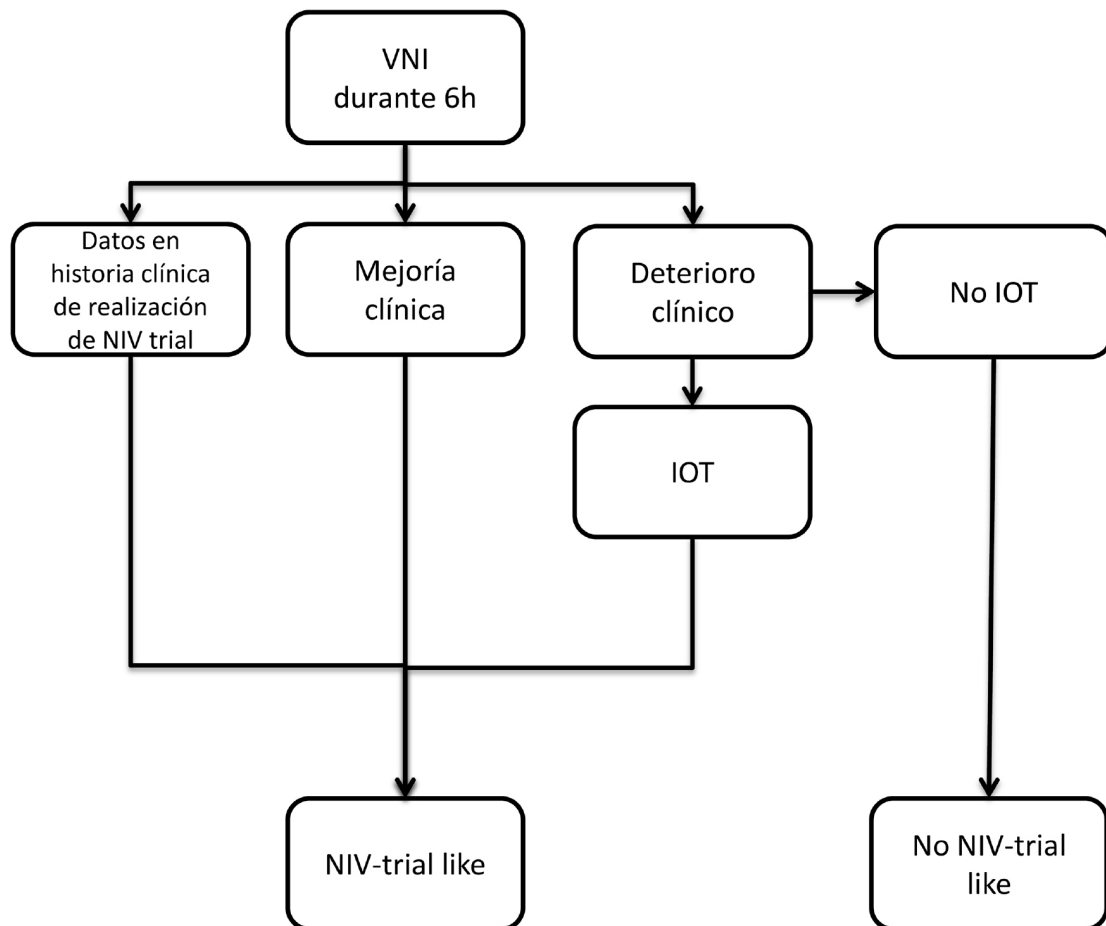 VNI
durante 6h
Datos en
historia clínica
de realización
de NIV trial
Mejoría
clínica
Deterioro
clínico
No IOT
IOT
NIV-trial like
No NIV-trial
like